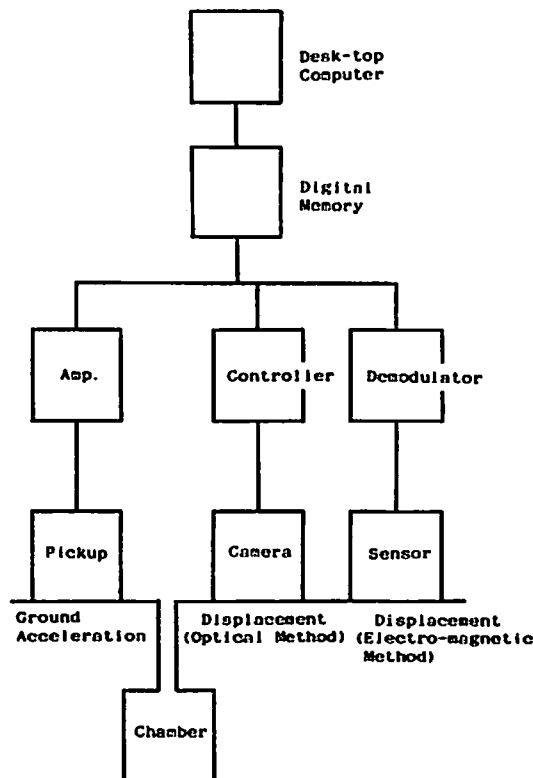 Desk-top
Computer
Digital
Memory
Amp.
Controller
Demodulator
Pickup
Camera
Sensor
Ground
Acceleration
Displacement
(Optical Method)
Displacement
(Electro-magnetic
Method)
Chamber